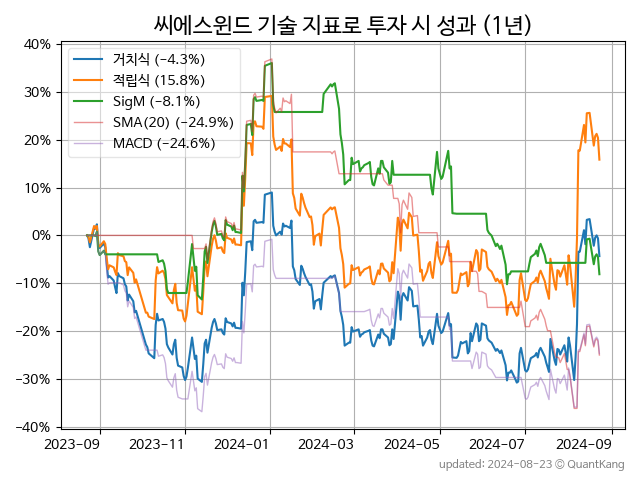 씨에스윈드 기술 지표로 투자 시 성과 (1년)
40%
30%
20%
10%
0%
−10%
−20%
−30%
−40%
거치식 (−4.3%)
적립식 (15.8%)
SigM (−8.1%)
SMA(20) (−24.9%)
MACD (−24.6%)
2023-09 2023-11 2024-01 2024-03 2024-05 2024-07 2024-09
updated: 2024-08-23 © QuantKang